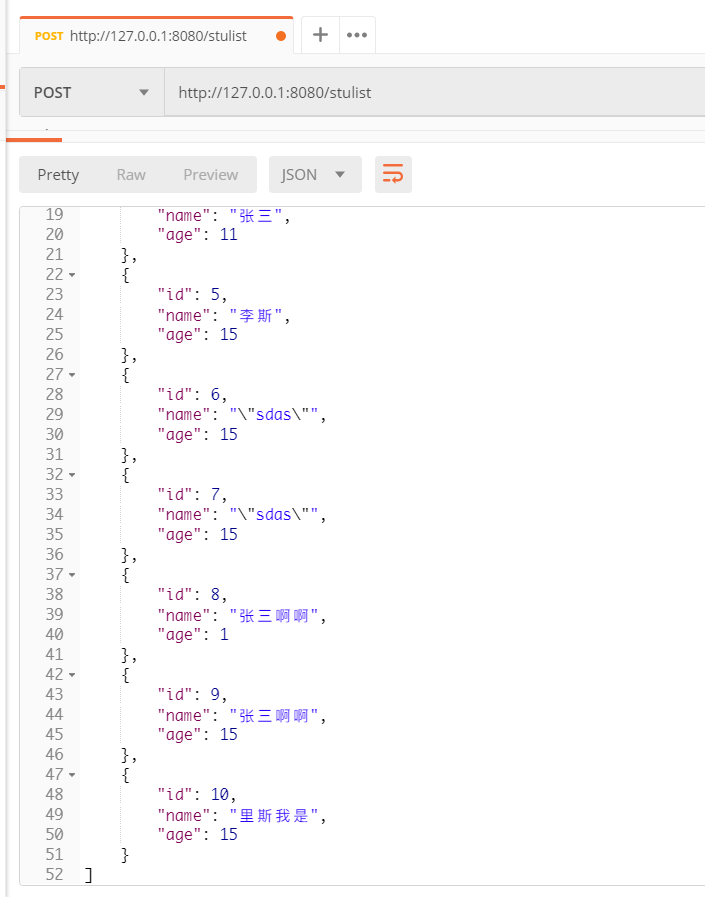 POST http://127.0.0.1:8080/stulist
POST http://127.0.0.1:8080/stulist
Pretty Raw Preview JSON
19 "name": "张三",
20 "age": 11
21 },
22 {
23 "id": 5,
24 "name": "李斯",
25 "age": 15
26 },
27 {
28 "id": 6,
29 "name": "\"sdas\"",
30 "age": 15
31 },
32 {
33 "id": 7,
34 "name": "\"sdas\"",
35 "age": 15
36 },
37 {
38 "id": 8,
39 "name": "张三啊啊",
40 "age": 1
41 },
42 {
43 "id": 9,
44 "name": "张三啊啊",
45 "age": 15
46 },
47 {
48 "id": 10,
49 "name": "里斯我是",
50 "age": 15
51 }
52 ]